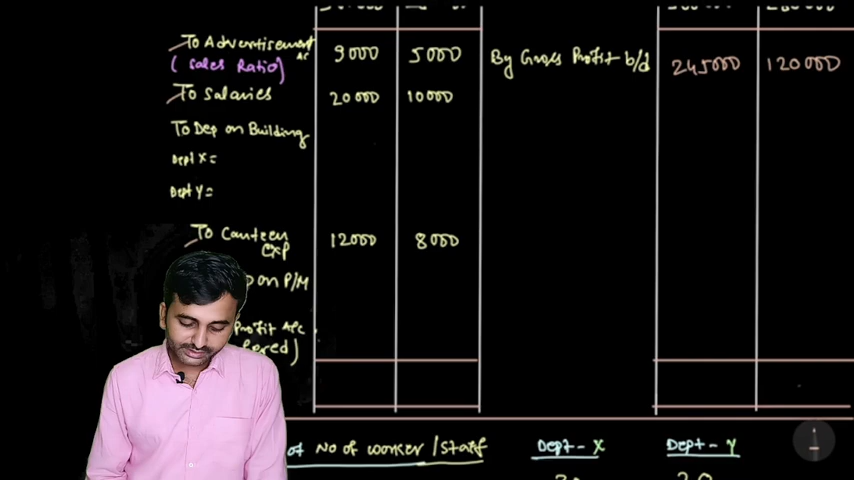 To Advertisement A/c 9000 5000 By Gross Profit b/d 245000 120000
(Sales Ratio)
To Salaries 20000 10000
To Dep on Building
Dept X =
Dept Y =
To Canteen 12000 8000
Exp
on P/M
Profit A/c
of No of worker / Staff Dept - X Dept - Y